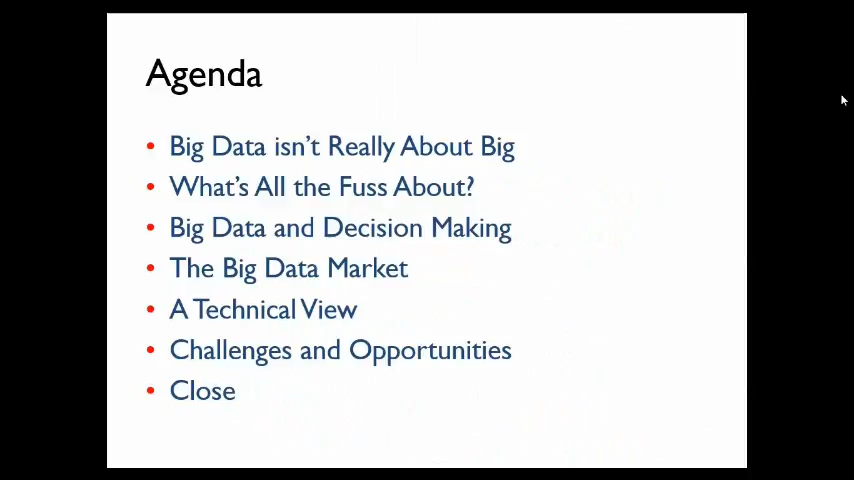 Agenda
• Big Data isn't Really About Big
• What's All the Fuss About?
• Big Data and Decision Making
• The Big Data Market
• A Technical View
• Challenges and Opportunities
• Close